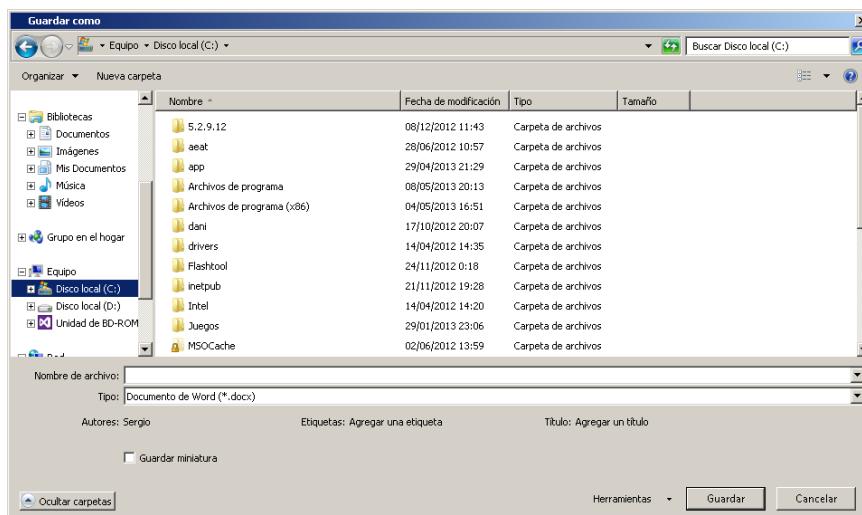 Guardar como
Equipo Disco local (C:)
Buscar Disco local (C:)
Organizar Nueva carpeta
Nombre Fecha de modificación Tipo Tamaño
Bibliotecas
Documentos
Imágenes
Mis Documentos
Música
Vídeos
Grupo en el hogar
Equipo
Disco local (C:)
Disco local (D:)
Unidad de BD-ROM
5.2.9.12 08/12/2012 11:43 Carpeta de archivos
aeat 28/06/2012 10:57 Carpeta de archivos
app 29/04/2013 21:29 Carpeta de archivos
Archivos de programa 08/05/2013 20:13 Carpeta de archivos
Archivos de programa (x86) 04/05/2013 16:51 Carpeta de archivos
dani 17/10/2012 20:07 Carpeta de archivos
drivers 14/04/2012 14:35 Carpeta de archivos
Flashtool 24/11/2012 0:18 Carpeta de archivos
inetpub 21/11/2012 19:28 Carpeta de archivos
Intel 14/04/2012 14:20 Carpeta de archivos
Juegos 29/01/2013 23:06 Carpeta de archivos
MSOCache 02/06/2012 13:59 Carpeta de archivos
Nombre de archivo:
Tipo: Documento de Word (*.docx)
Autores: Sergio Etiquetas: Agregar una etiqueta Título: Agregar un título
Guardar miniatura
Ocultar carpetas Herramientas Guardar Cancelar